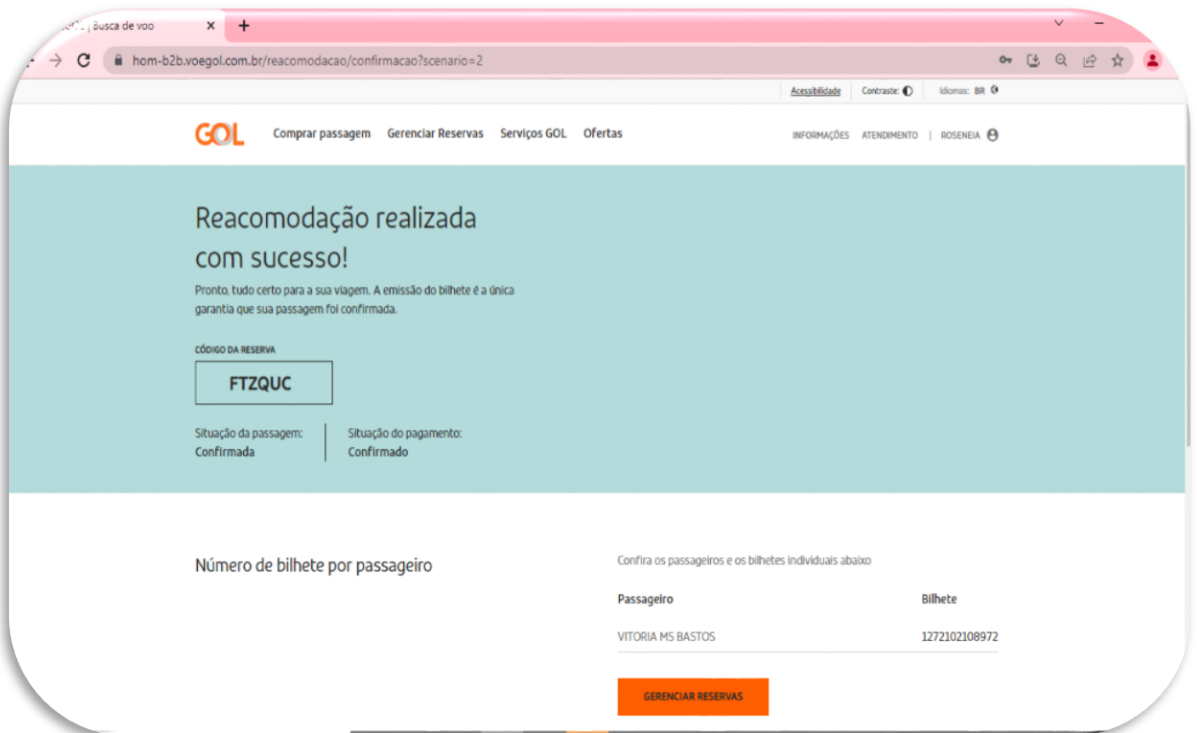 Busca de voo
hom-b2b.voegol.com.br/reacomodacao/confirmacao?scenario=2
Acessibilidade Contraste: Idiomas: BR
GOL Comprar passagem Gerenciar Reservas Serviços GOL Ofertas INFORMAÇÕES ATENDIMENTO | ROSENEIA
Reacomodação realizada
com sucesso!
Pronto, tudo certo para a sua viagem. A emissão do bilhete é a única
garantia que sua passagem foi confirmada.
CÓDIGO DA RESERVA
FTZQUC
Situação da passagem: Situação do pagamento:
Confirmada Confirmado
Número de bilhete por passageiro
Confira os passageiros e os bilhetes individuais abaixo
Passageiro Bilhete
VITORIA MS BASTOS 1272102108972
GERENCIAR RESERVAS